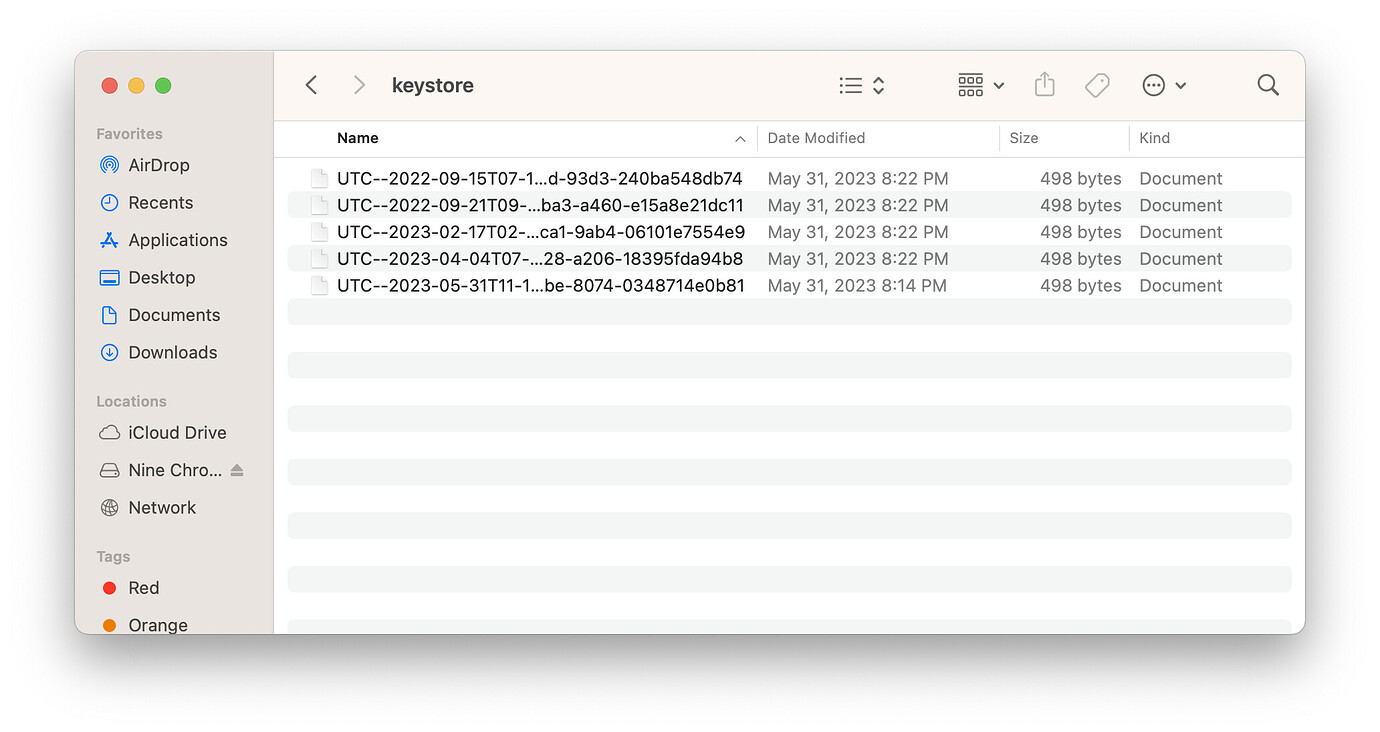 keystore
Favorites
AirDrop
Recents
Applications
Desktop
Documents
Downloads
Locations
iCloud Drive
Nine Chro...
Network
Tags
Red
Orange
Name Date Modified Size Kind
UTC--2022-09-15T07-1...d-93d3-240ba548db74 May 31, 2023 8:22 PM 498 bytes Document
UTC--2022-09-21T09-...ba3-a460-e15a8e21dc11 May 31, 2023 8:22 PM 498 bytes Document
UTC--2023-02-17T02-...ca1-9ab4-06101e7554e9 May 31, 2023 8:22 PM 498 bytes Document
UTC--2023-04-04T07-...28-a206-18395fda94b8 May 31, 2023 8:22 PM 498 bytes Document
UTC--2023-05-31T11-1...be-8074-0348714e0b81 May 31, 2023 8:14 PM 498 bytes Document